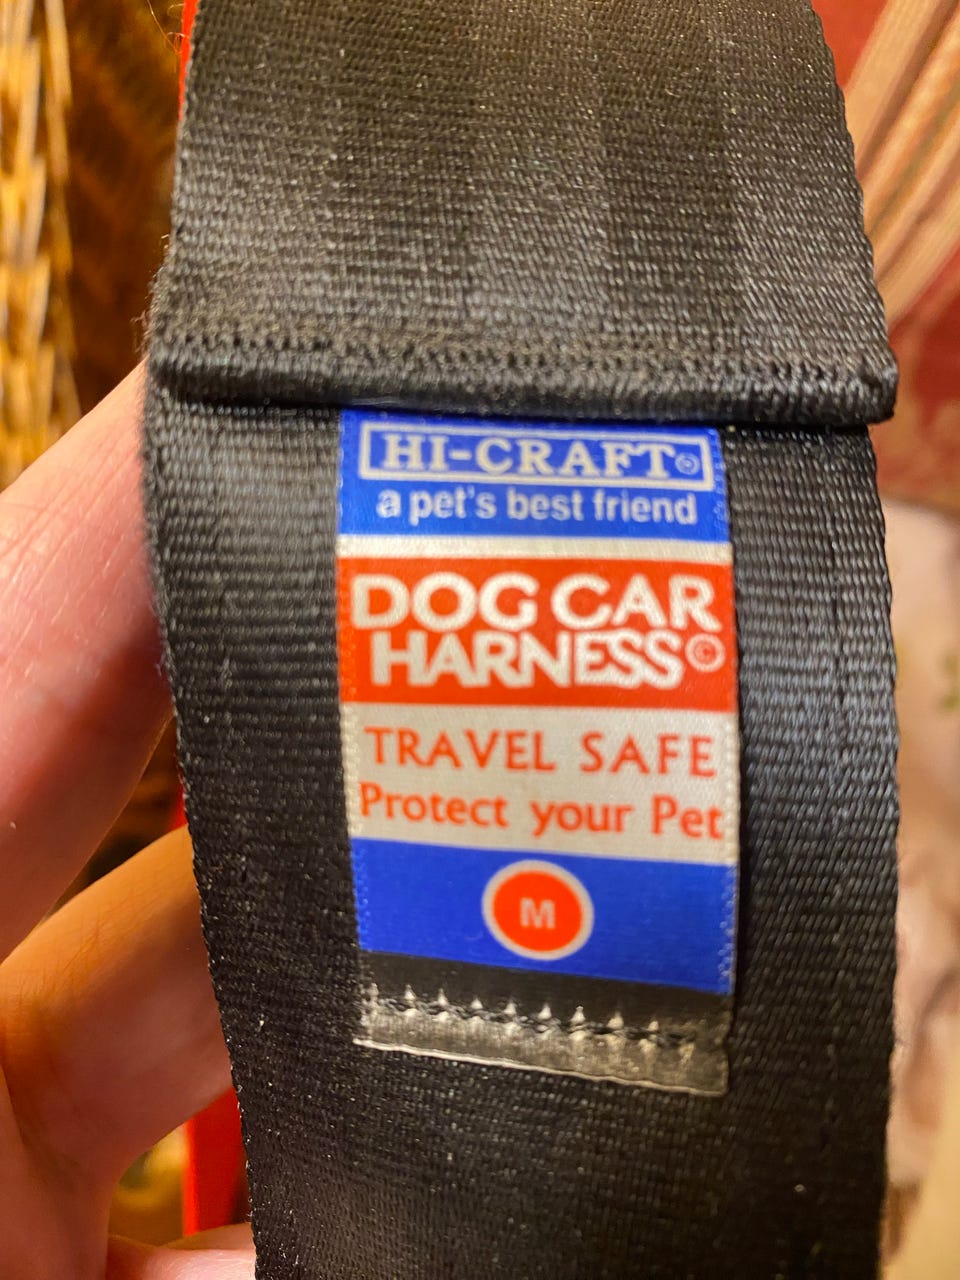 HI-CRAFT©
a pet's best friend
DOG CAR
HARNESS©
TRAVEL SAFE
Protect your Pet
M